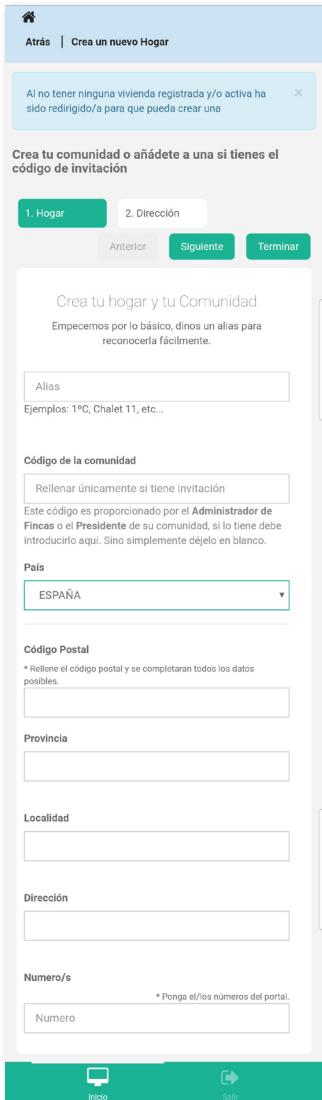 Atrás | Crea un nuevo Hogar
Al no tener ninguna vivienda registrada y/o activa ha ×
sido redirigido/a para que pueda crear una
Crea tu comunidad o añádete a una si tienes el
código de invitación
1. Hogar 2. Dirección
Anterior Siguiente Terminar
Crea tu hogar y tu Comunidad
Empecemos por lo básico, dinos un alias para
reconocerla fácilmente.
Alias
Ejemplos: 1ºC, Chalet 11, etc...
Código de la comunidad
Rellenar únicamente si tiene invitación
Este código es proporcionado por el Administrador de
Fincas o el Presidente de su comunidad, si lo tiene debe
introducirlo aquí. Sino simplemente déjelo en blanco.
País
ESPAÑA
Código Postal
* Rellene el código postal y se completaran todos los datos
posibles.
Provincia
Localidad
Dirección
Numero/s
* Ponga el/los números del portal.
Numero
Inicio Salir